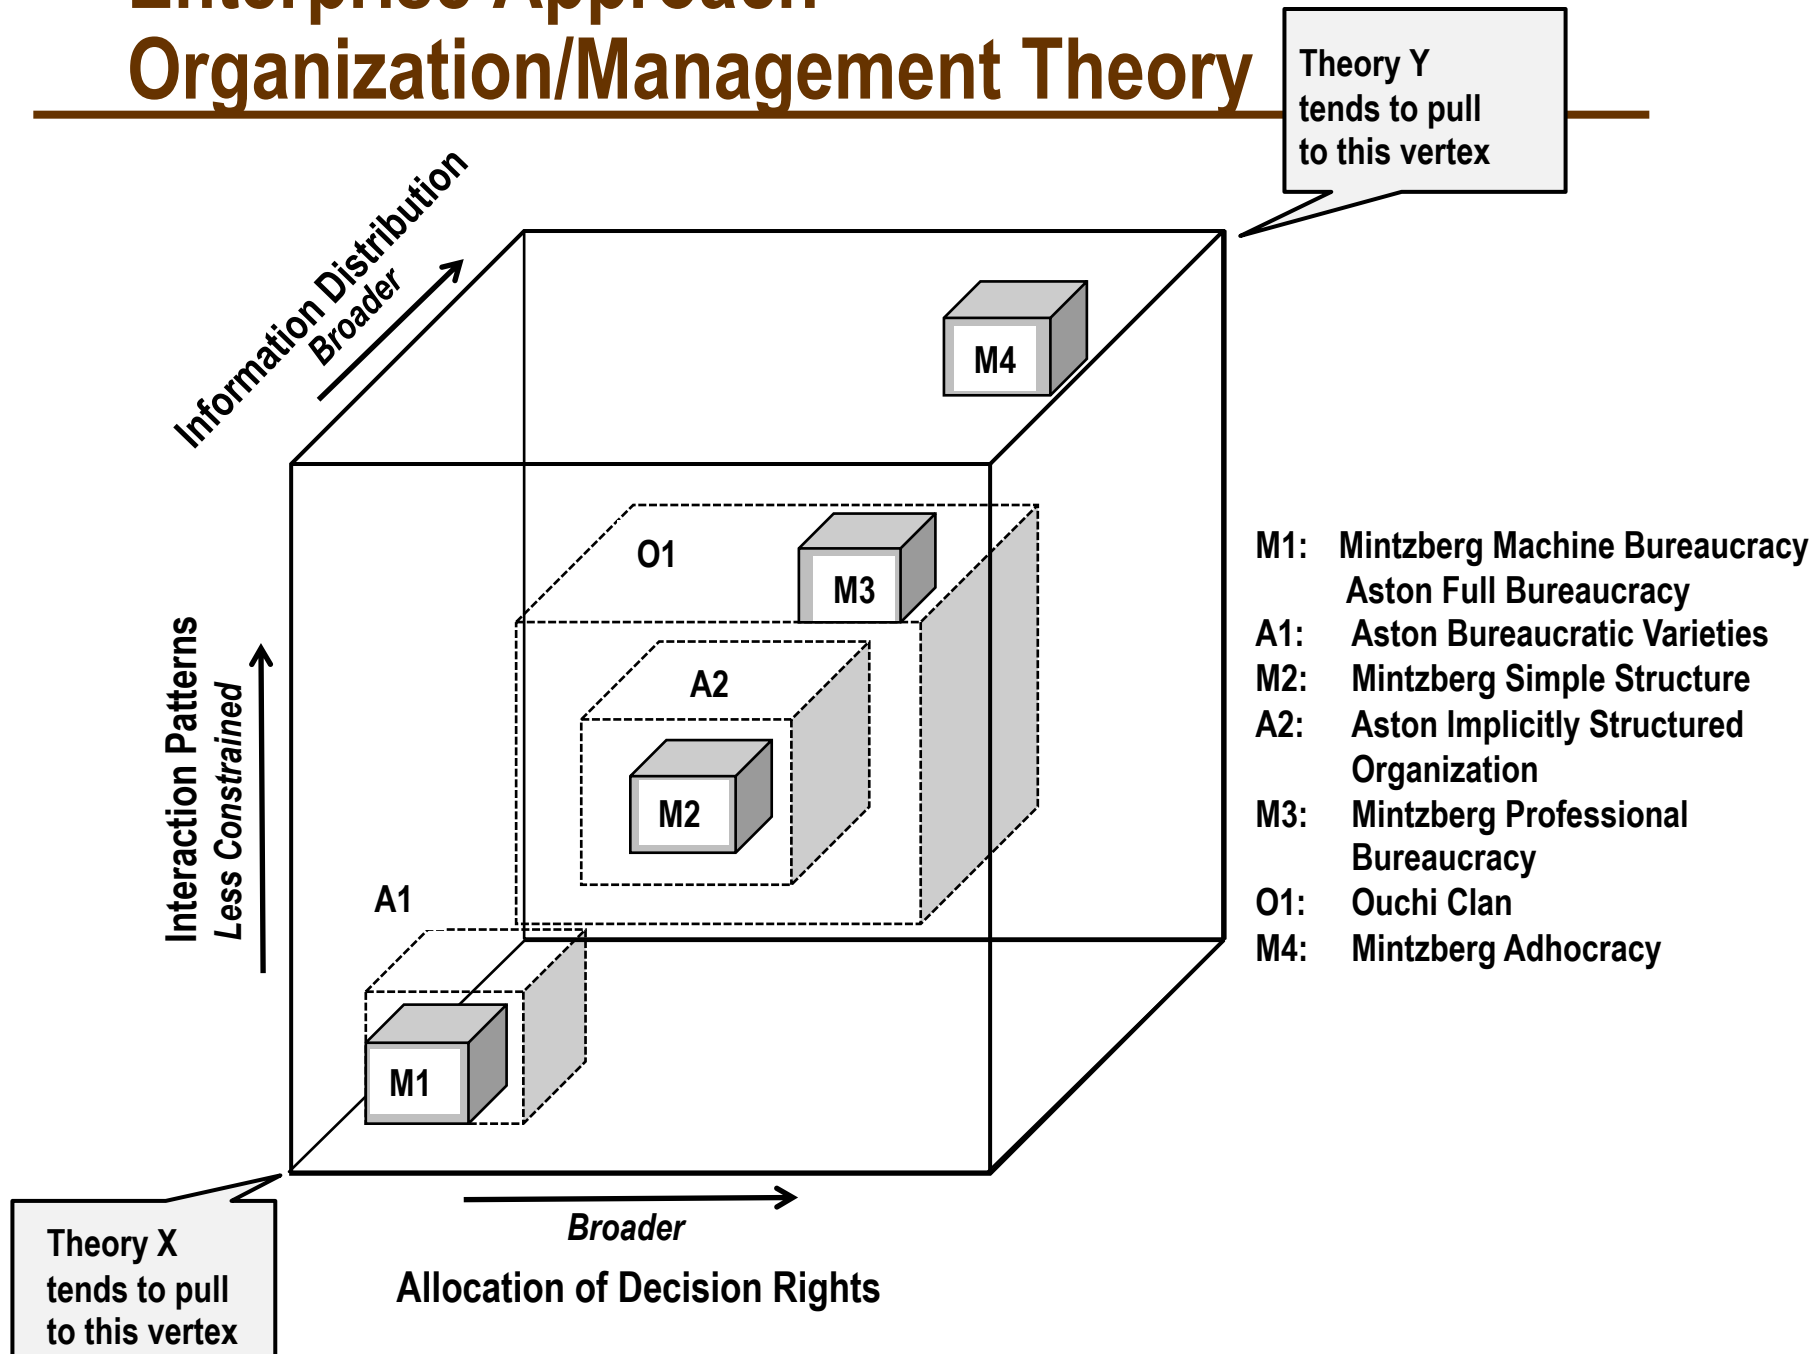 Enterprise Approach
Organization/Management Theory
Theory Y
tends to pull
to this vertex
Information Distribution
Broader
M4
O1
M3
A2
M2
A1
M1
Interaction Patterns
Less Constrained
M1: Mintzberg Machine Bureaucracy
Aston Full Bureaucracy
A1: Aston Bureaucratic Varieties
M2: Mintzberg Simple Structure
A2: Aston Implicitly Structured
Organization
M3: Mintzberg Professional
Bureaucracy
O1: Ouchi Clan
M4: Mintzberg Adhocracy
Broader
Allocation of Decision Rights
Theory X
tends to pull
to this vertex